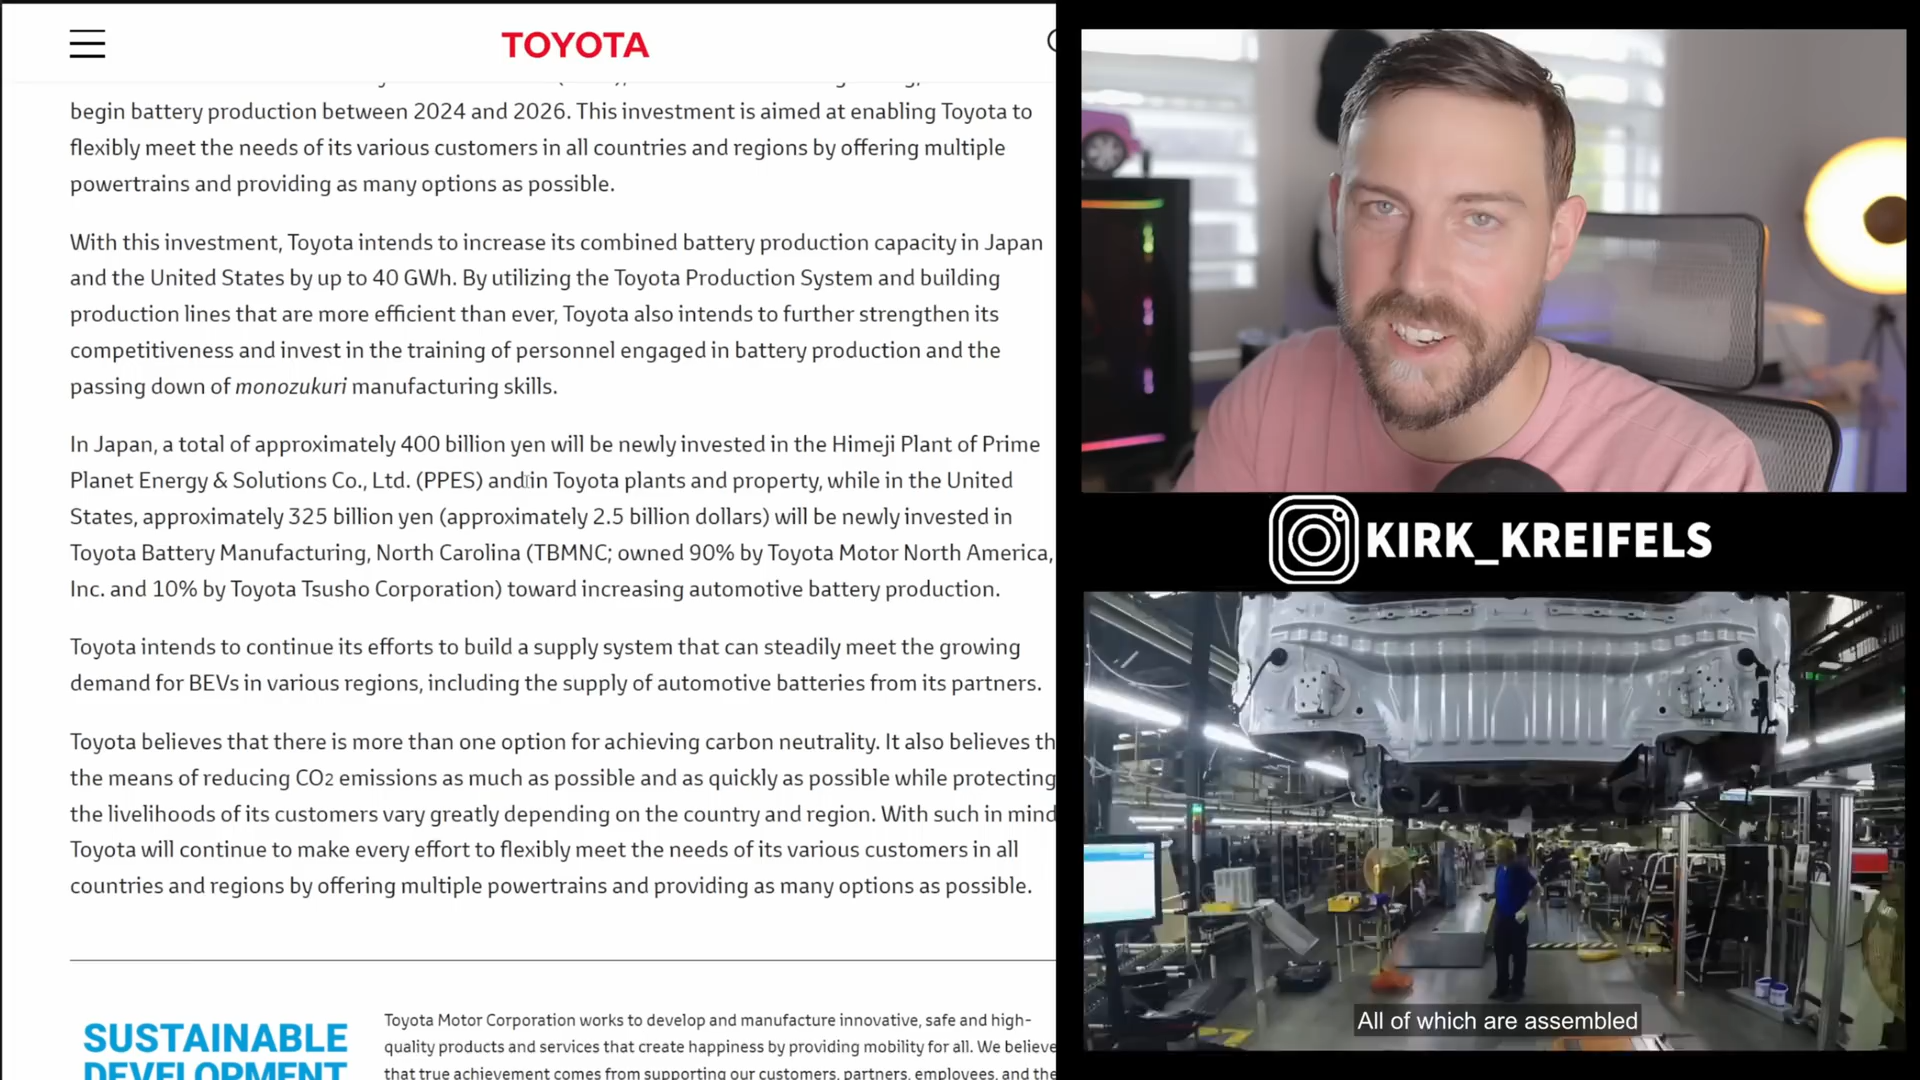 TOYOTA
begin battery production between 2024 and 2026. This investment is aimed at enabling Toyota to
flexibly meet the needs of its various customers in all countries and regions by offering multiple
powertrains and providing as many options as possible.
With this investment, Toyota intends to increase its combined battery production capacity in Japan
and the United States by up to 40 GWh. By utilizing the Toyota Production System and building
production lines that are more efficient than ever, Toyota also intends to further strengthen its
competitiveness and invest in the training of personnel engaged in battery production and the
passing down of monozukuri manufacturing skills.
In Japan, a total of approximately 400 billion yen will be newly invested in the Himeji Plant of Prime
Planet Energy & Solutions Co., Ltd. (PPES) and in Toyota plants and property, while in the United
States, approximately 325 billion yen (approximately 2.5 billion dollars) will be newly invested in
Toyota Battery Manufacturing, North Carolina (TBMNC; owned 90% by Toyota Motor North America,
Inc. and 10% by Toyota Tsusho Corporation) toward increasing automotive battery production.
Toyota intends to continue its efforts to build a supply system that can steadily meet the growing
demand for BEVs in various regions, including the supply of automotive batteries from its partners.
Toyota believes that there is more than one option for achieving carbon neutrality. It also believes th
the means of reducing CO2 emissions as much as possible and as quickly as possible while protecting
the livelihoods of its customers vary greatly depending on the country and region. With such in mind
Toyota will continue to make every effort to flexibly meet the needs of its various customers in all
countries and regions by offering multiple powertrains and providing as many options as possible.
SUSTAINABLE
DEVELOPMENT
Toyota Motor Corporation works to develop and manufacture innovative, safe and high-
quality products and services that create happiness by providing mobility for all. We believe
that true achievement comes from supporting our customers, partners, employees, and the
KIRK_KREIFELS
All of which are assembled